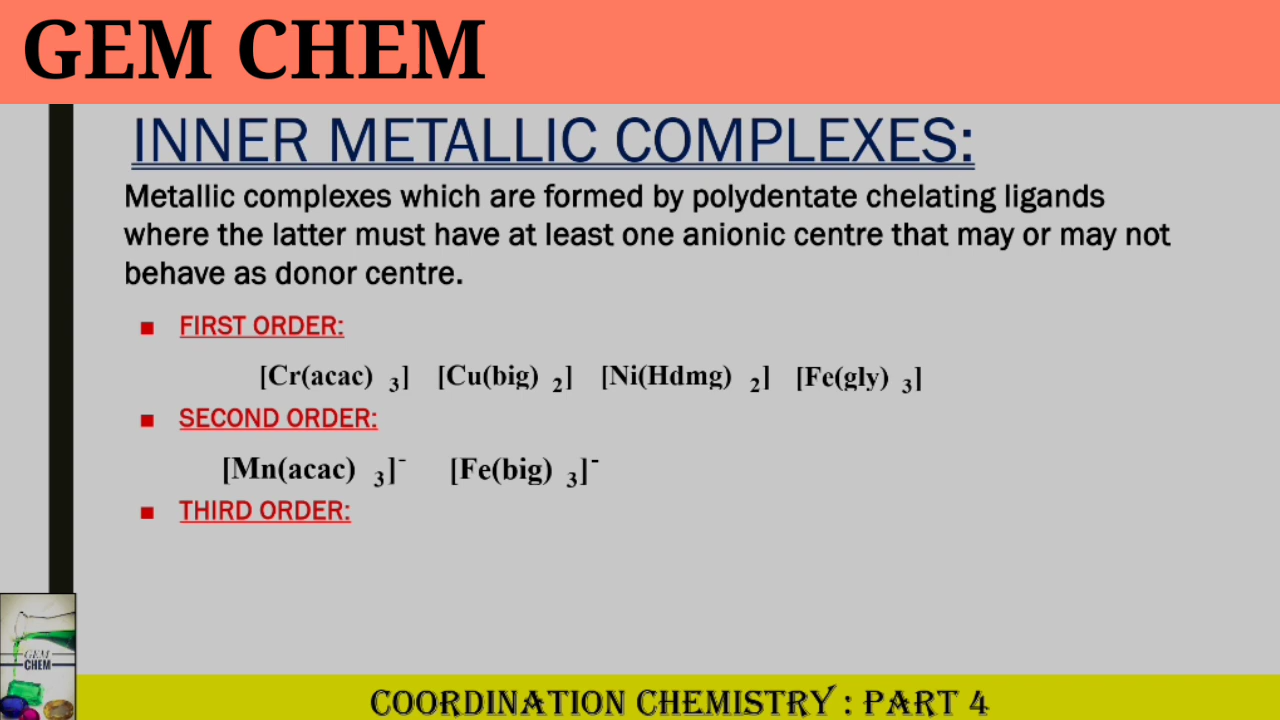 GEM CHEM
INNER METALLIC COMPLEXES:
Metallic complexes which are formed by polydentate chelating ligands
where the latter must have at least one anionic centre that may or may not
behave as donor centre.
■ FIRST ORDER:
[Cr(acac) 3] [Cu(big) 2] [Ni(Hdmg) 2] [Fe(gly) 3]
■ SECOND ORDER:
[Mn(acac) 3]- [Fe(big) 3]-
■ THIRD ORDER:
GEM
CHEM
COORDINATION CHEMISTRY : PART 4